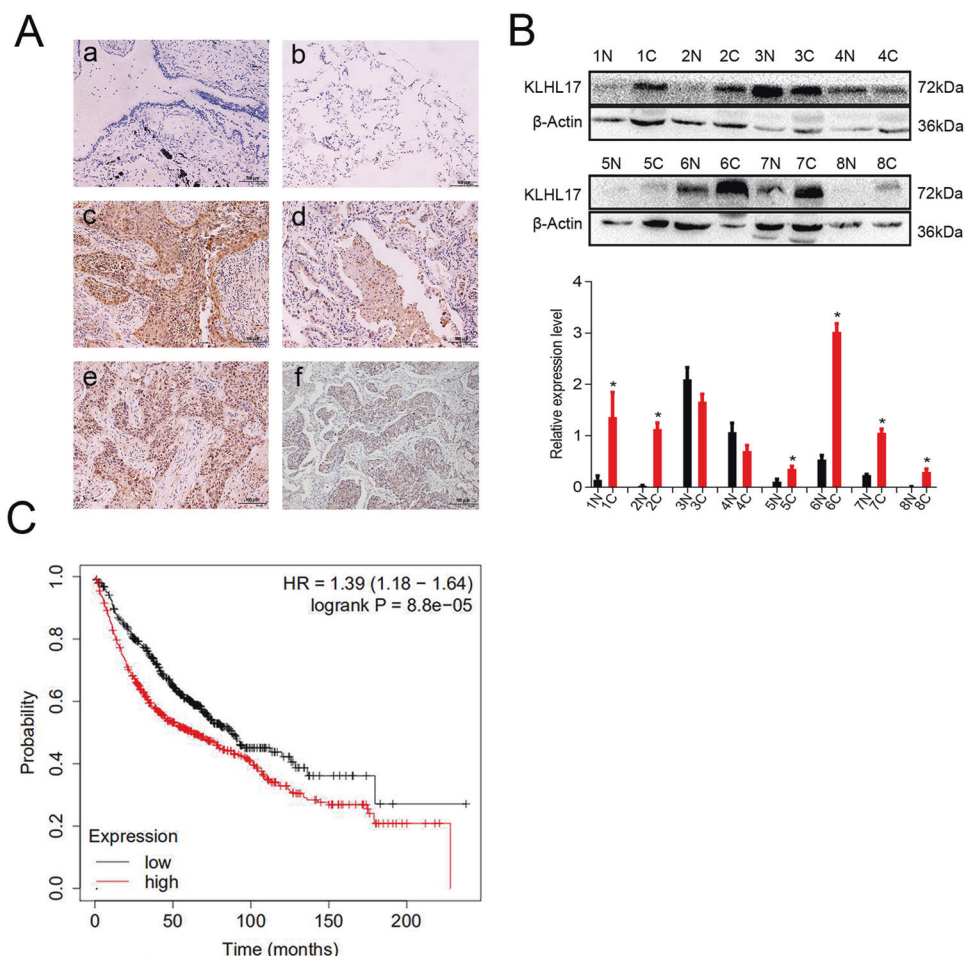 A
a
b
c
d
e
f
B
1N 1C 2N 2C 3N 3C 4N 4C
KLHL17 72kDa
β-Actin 36kDa
5N 5C 6N 6C 7N 7C 8N 8C
KLHL17 72kDa
β-Actin 36kDa
Relative expression level
4
3
2
1
0
* * * * * *
1N 1C 2N 2C 3N 3C 4N 4C 5N 5C 6N 6C 7N 7C 8N 8C
C
HR = 1.39 (1.18 − 1.64)
logrank P = 8.8e−05
Probability
1.0
0.8
0.6
0.4
0.2
0.0
Expression
low
high
0 50 100 150 200
Time (months)